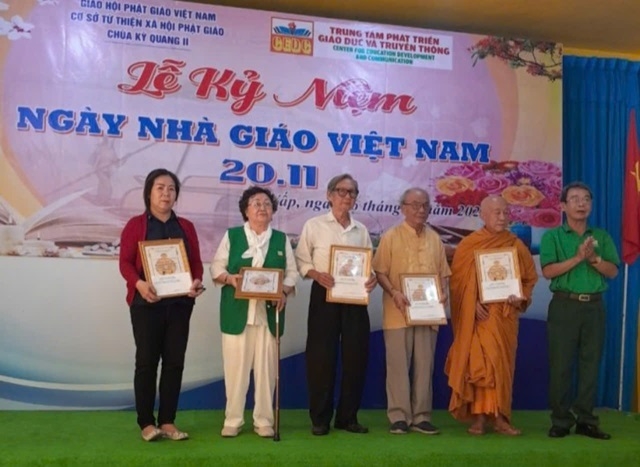 GIÁO HỘI PHẬT GIÁO VIỆT NAM
CƠ SỞ TỪ THIỆN XÃ HỘI PHẬT GIÁO
CHÙA KỲ QUANG II
CEDC
TRUNG TÂM PHÁT TRIỂN
GIÁO DỤC VÀ TRUYỀN THÔNG
CENTER FOR EDUCATION DEVELOPMENT
AND COMMUNICATION
Lễ Kỷ Niệm
NGÀY NHÀ GIÁO VIỆT NAM
20.11